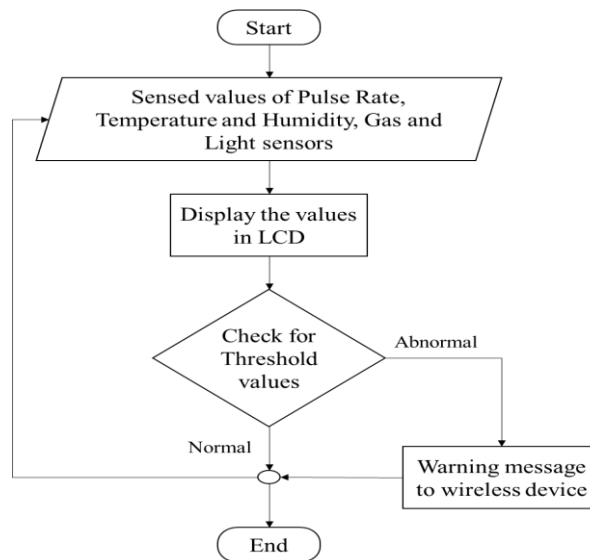 Start
Sensed values of Pulse Rate,
Temperature and Humidity, Gas and
Light sensors
Display the values
in LCD
Check for
Threshold
values
Abnormal
Normal
Warning message
to wireless device
End